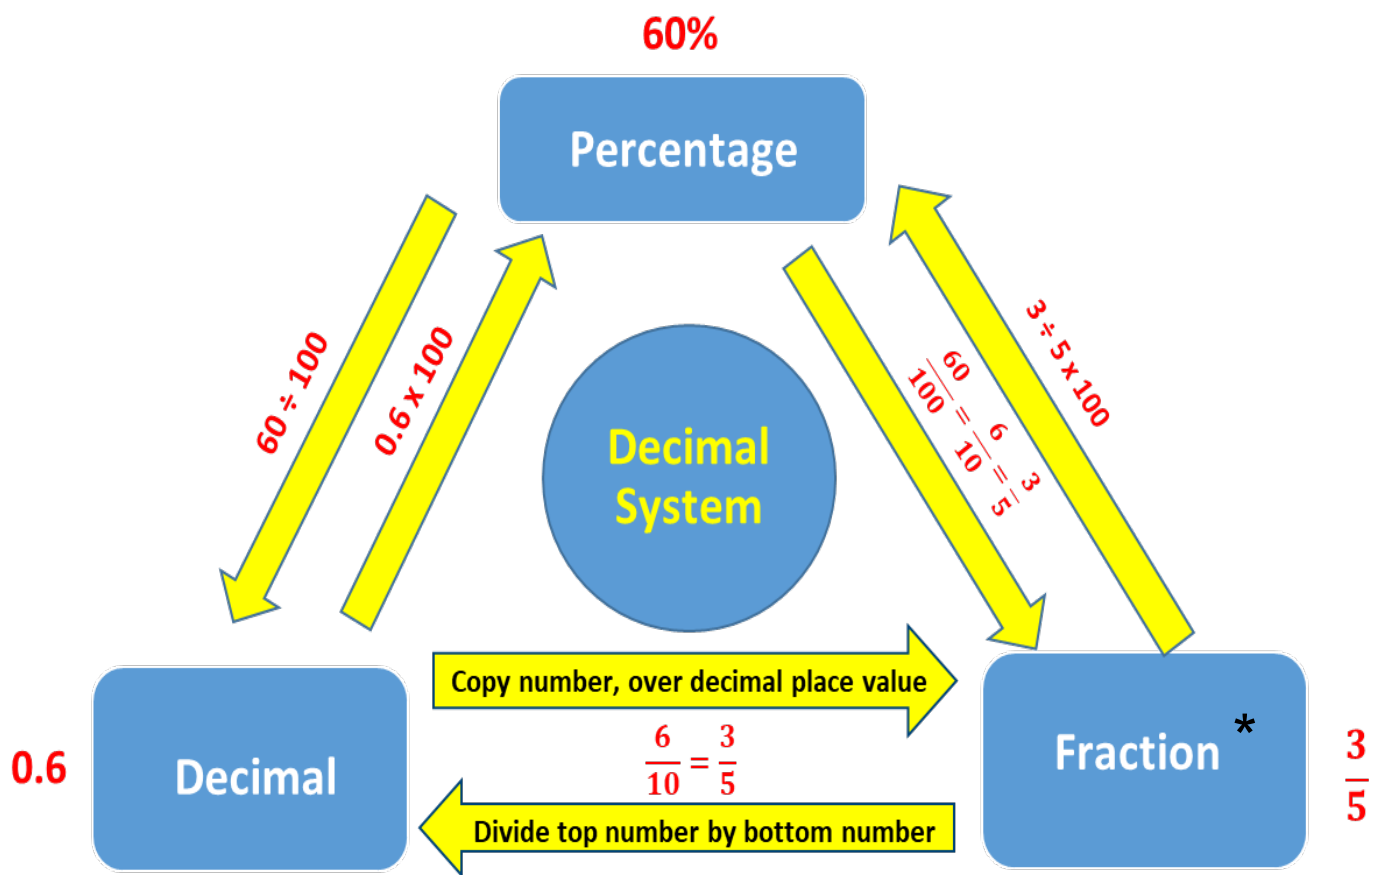 60%
Percentage
60 ÷ 100
0.6 x 100
60/100 = 6/10 = 3/5
3 ÷ 5 x 100
Decimal
System
Copy number, over decimal place value
6/10 = 3/5
Divide top number by bottom number
0.6
Decimal
Fraction *
3/5